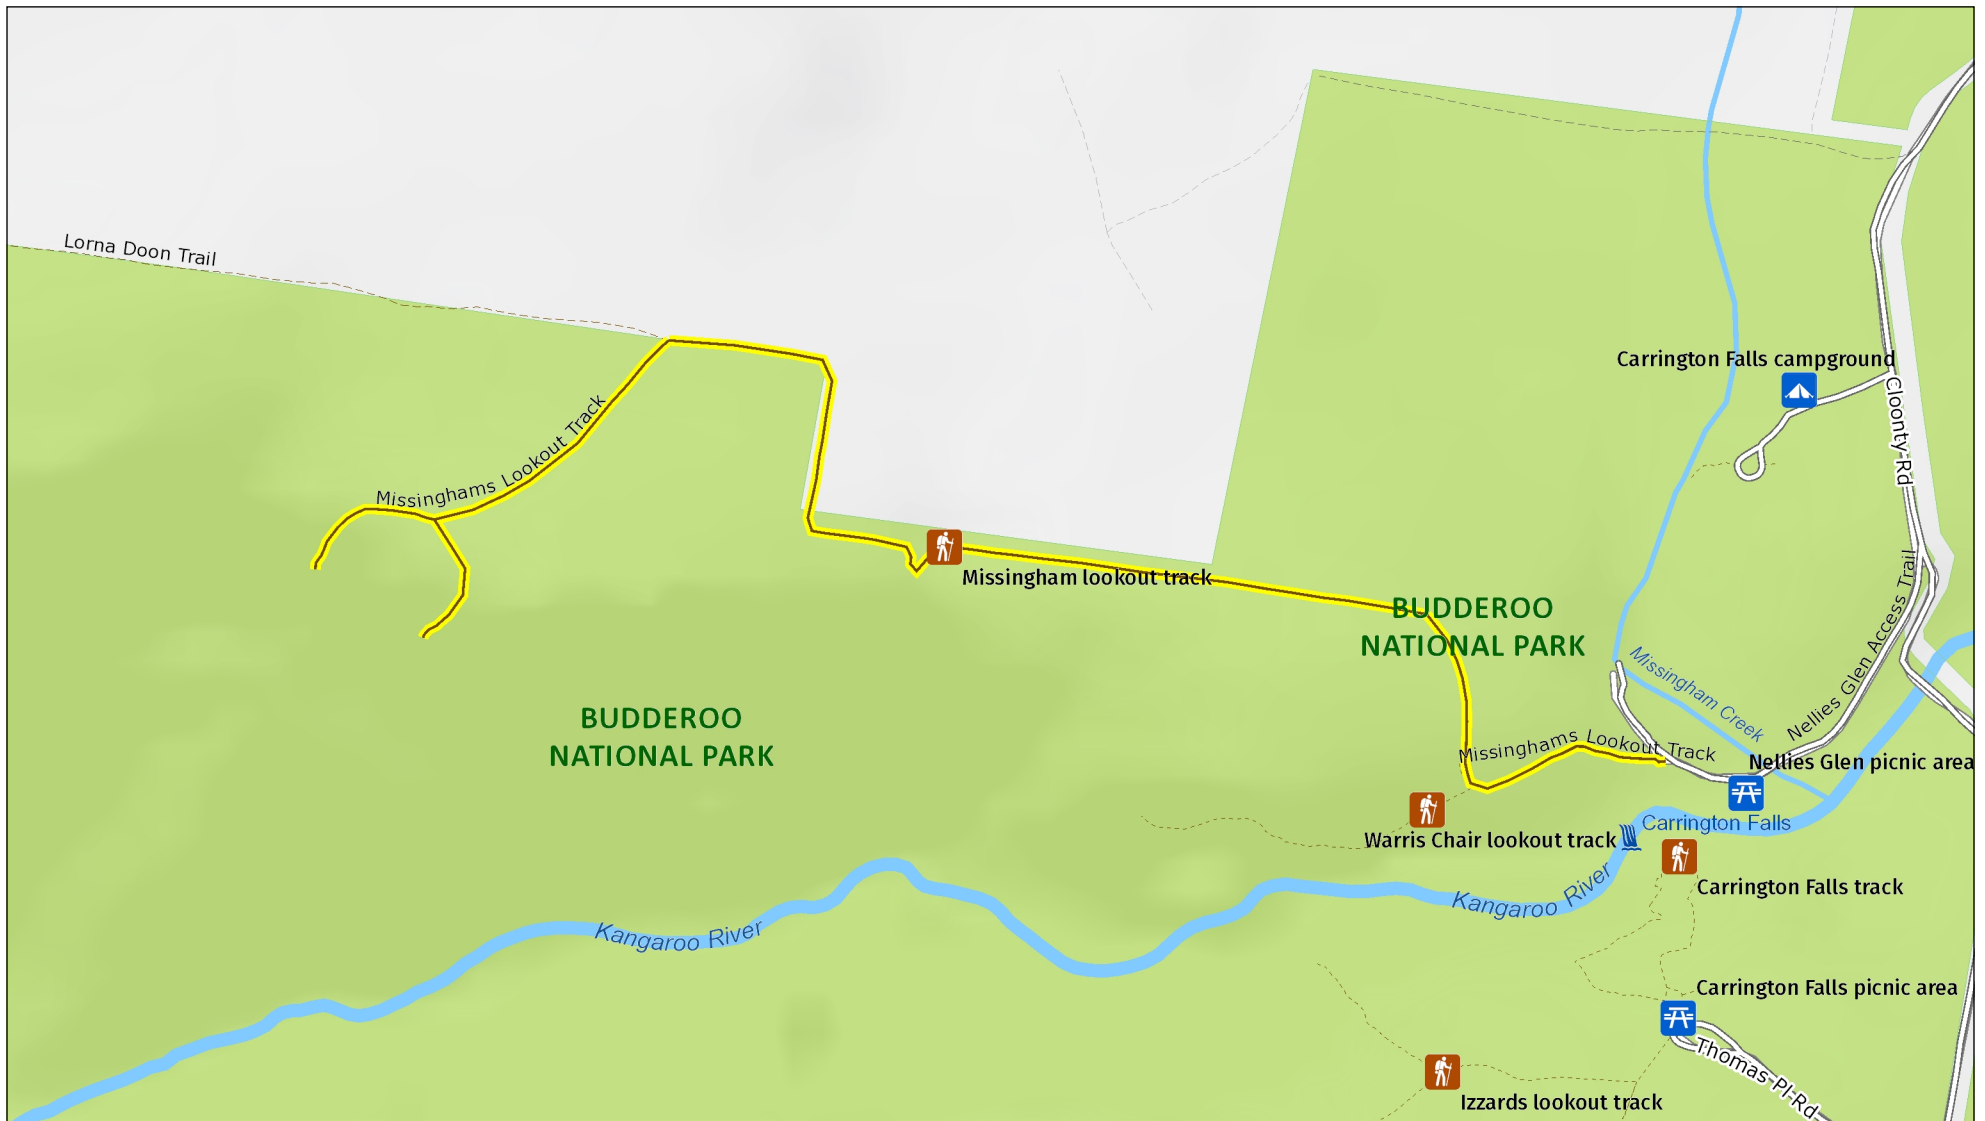 Lorna Doon Trail
Carrington Falls campground
Cloonty Rd
Missinghams Lookout Track
Missingham lookout track
BUDDEROO
NATIONAL PARK
Nellies Glen Access Trail
Missingham Creek
BUDDEROO
NATIONAL PARK
Missinghams Lookout Track
Nellies Glen picnic area
Carrington Falls
Warris Chair lookout track
Kangaroo River
Carrington Falls track
Kangaroo River
Carrington Falls picnic area
Thomas Pl Rd
Izzards lookout track